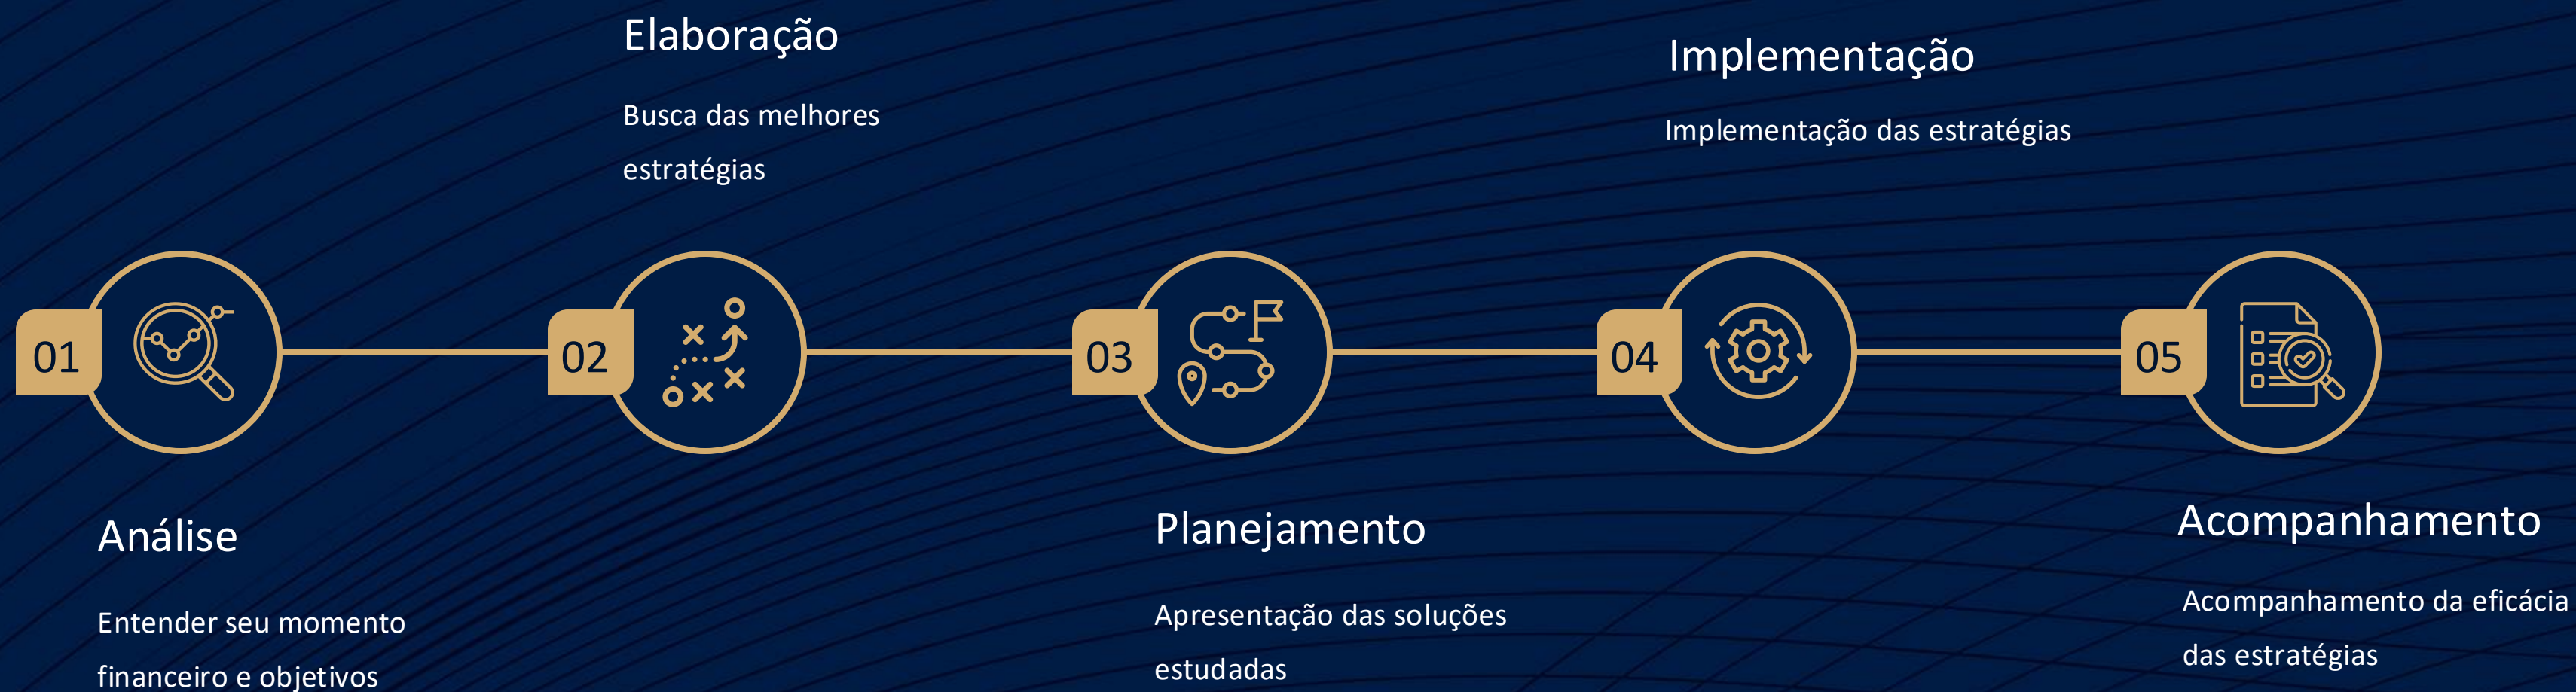 01
Análise
Entender seu momento
financeiro e objetivos
02
Elaboração
Busca das melhores
estratégias
03
Planejamento
Apresentação das soluções
estudadas
04
Implementação
Implementação das estratégias
05
Acompanhamento
Acompanhamento da eficácia
das estratégias